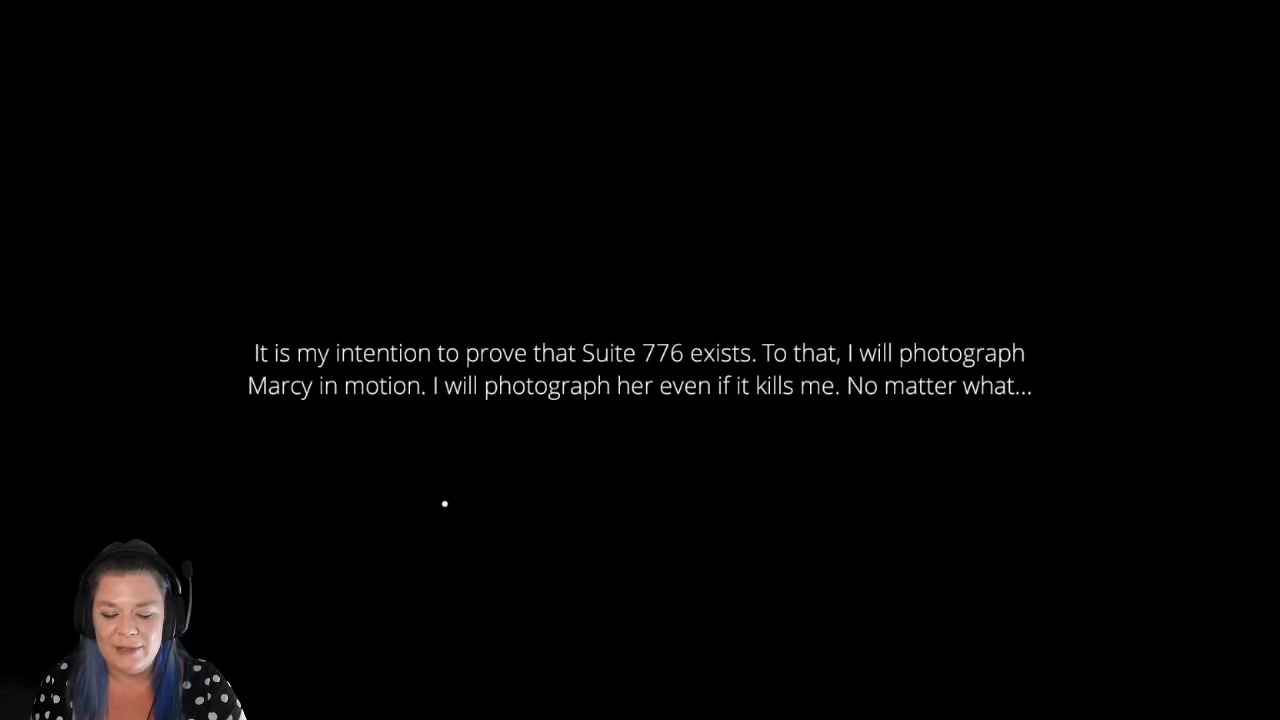 It is my intention to prove that Suite 776 exists. To that, I will photograph
Marcy in motion. I will photograph her even if it kills me. No matter what...